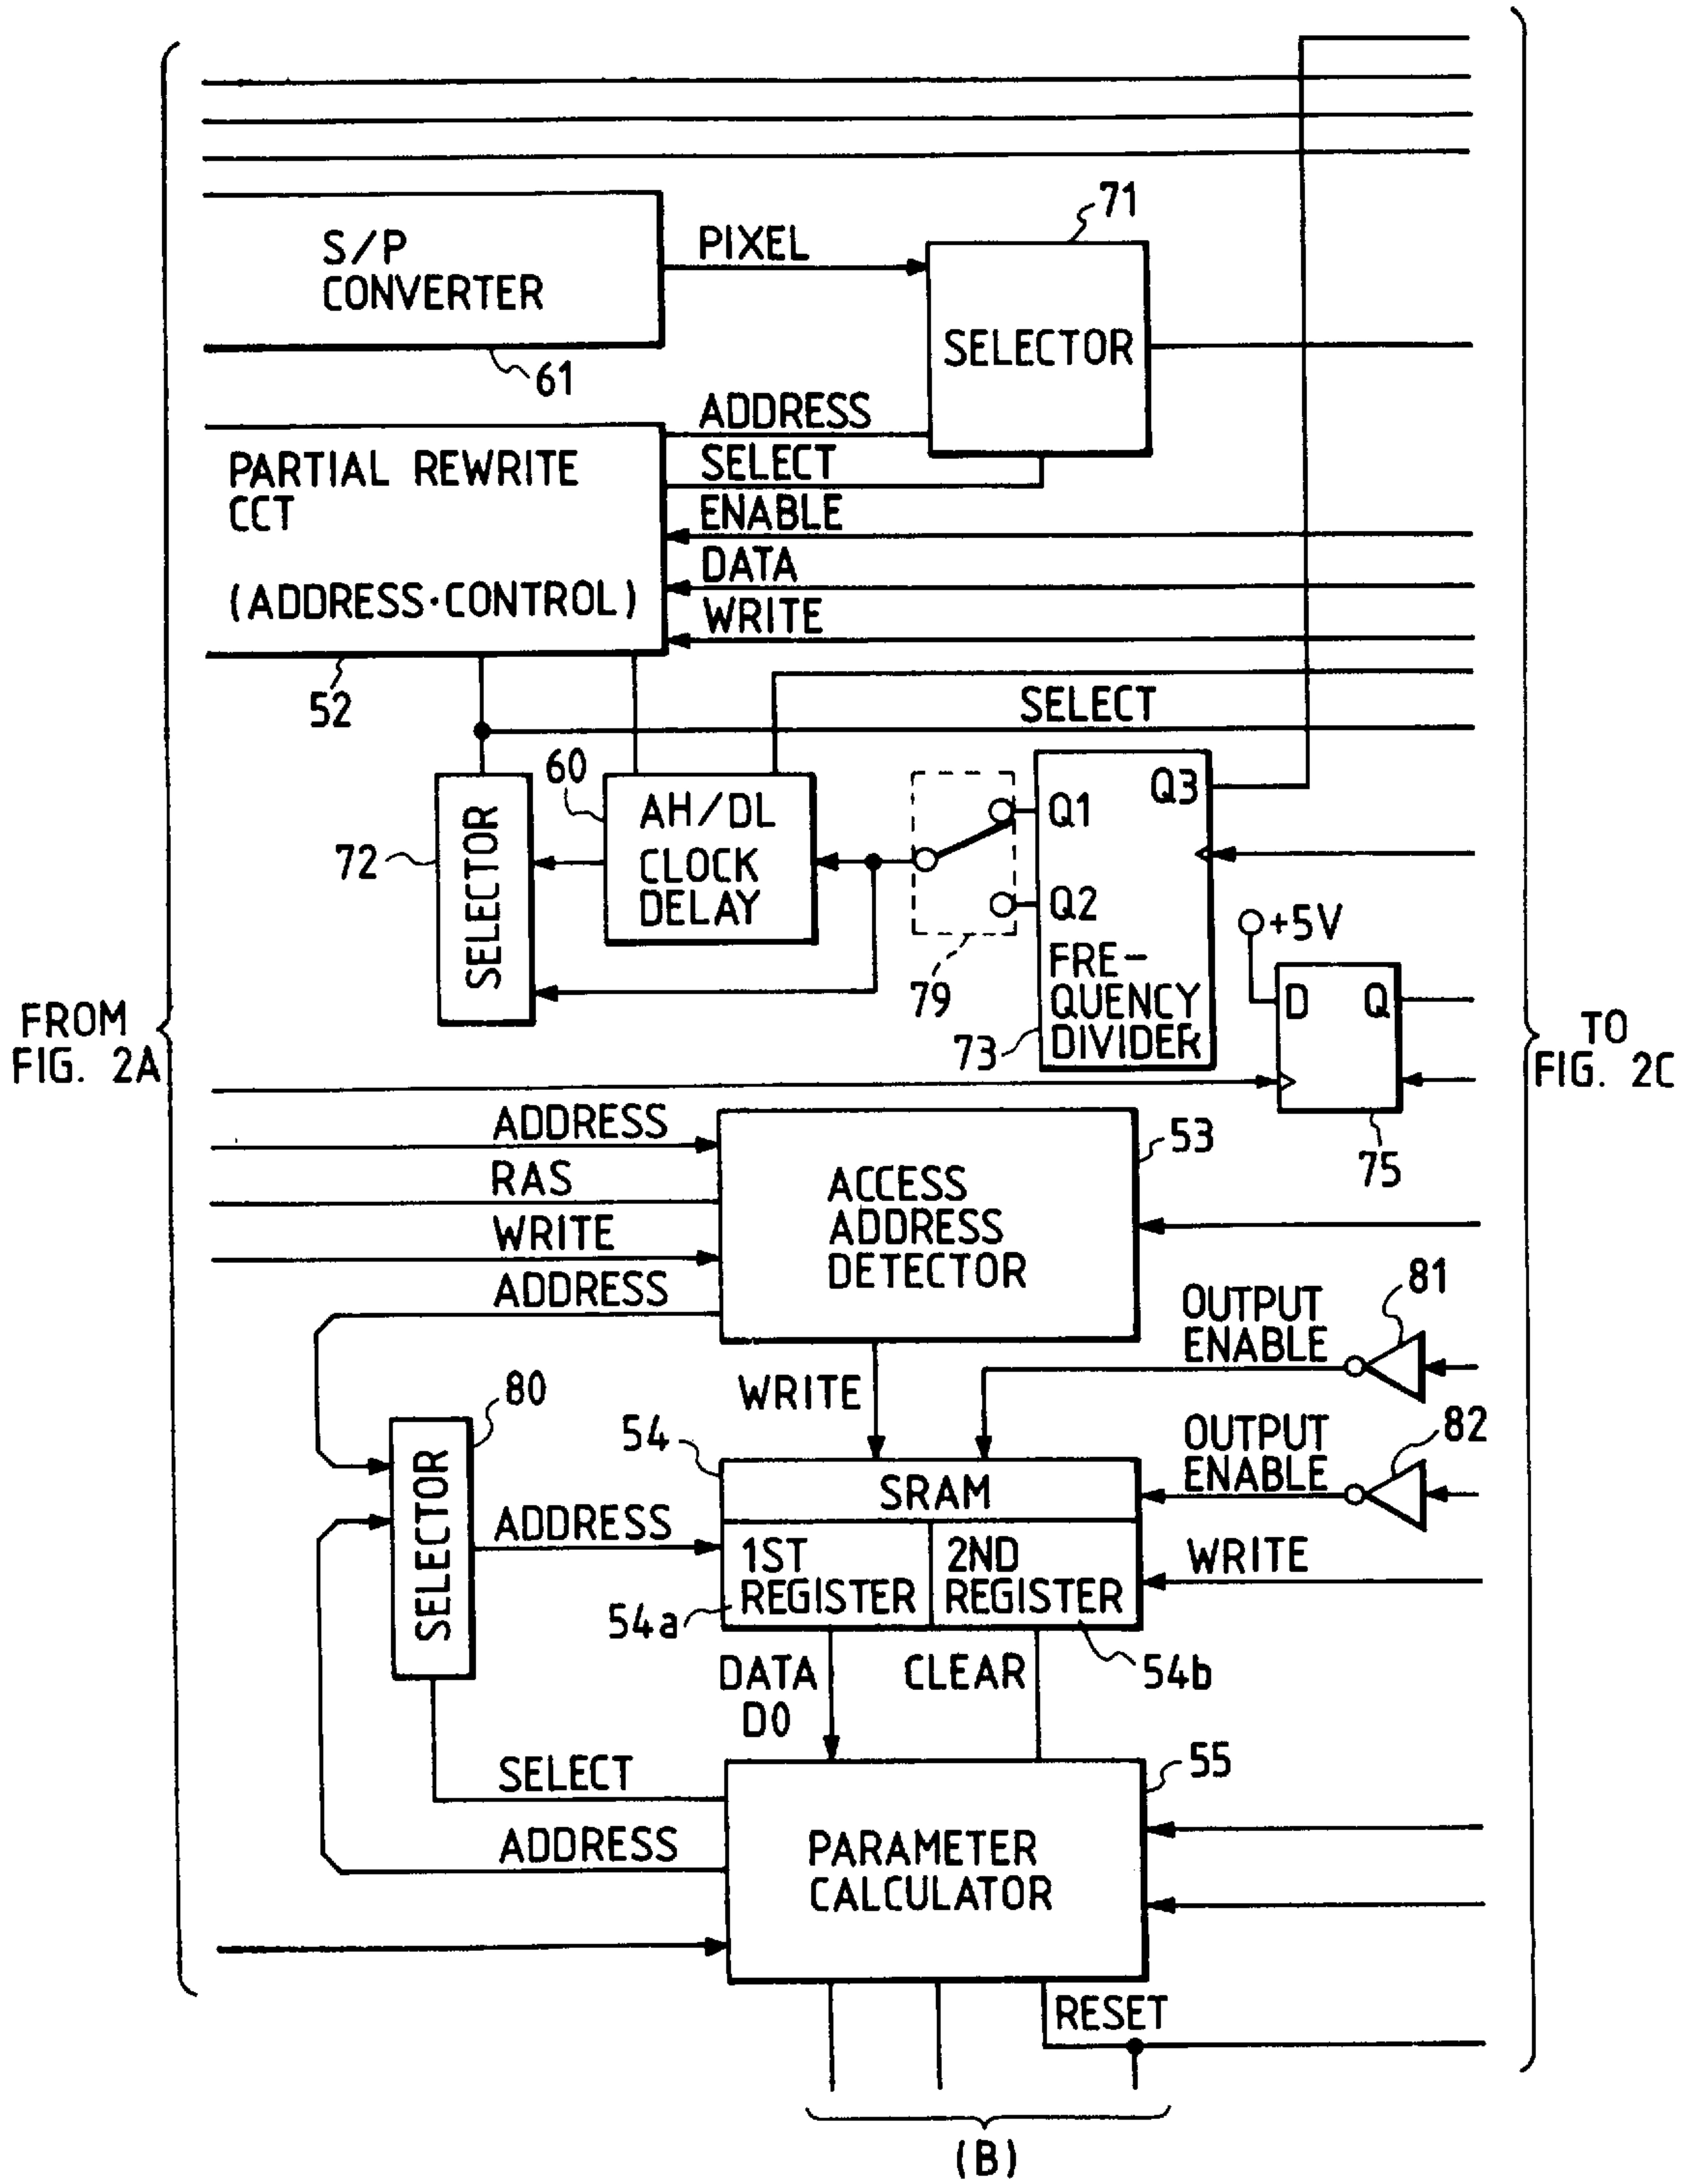 71
S/P
CONVERTER
PIXEL
SELECTOR
61
ADDRESS
SELECT
ENABLE
DATA
WRITE
PARTIAL REWRITE
CCT
(ADDRESS·CONTROL)
52
SELECT
60
AH/DL
CLOCK
DELAY
72
SELECTOR
Q1
Q2
Q3
FRE-
QUENCY
DIVIDER
79
73
+5V
D Q
75
FROM
FIG. 2A
TO
FIG. 2C
ADDRESS
RAS
WRITE
ADDRESS
ACCESS
ADDRESS
DETECTOR
53
WRITE
OUTPUT
ENABLE
81
OUTPUT
ENABLE
82
80
SELECTOR
54
SRAM
ADDRESS
1ST
REGISTER
2ND
REGISTER
WRITE
54a
54b
DATA
D0
CLEAR
SELECT
ADDRESS
PARAMETER
CALCULATOR
55
RESET
(B)